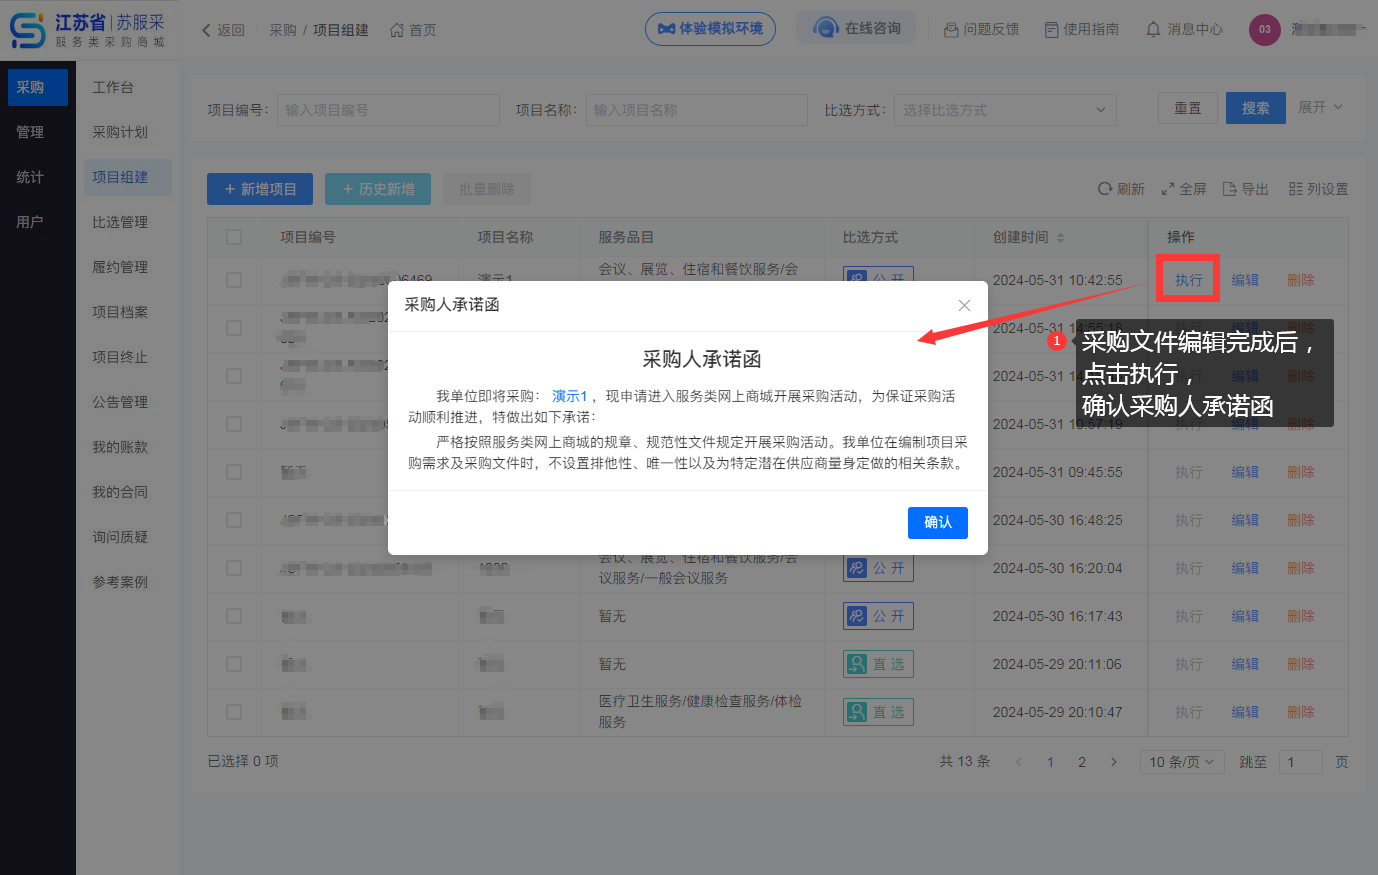 江苏省|苏服采
服务类采购商城
返回 采购 / 项目组建 首页 体验模拟环境 在线咨询 问题反馈 使用指南 消息中心 03
采购
管理
统计
用户
工作台
采购计划
项目组建
比选管理
履约管理
项目档案
项目终止
公告管理
我的账款
我的合同
询问质疑
参考案例
项目编号: 输入项目编号 项目名称: 输入项目名称 比选方式: 选择比选方式 重置 搜索 展开
+ 新增项目 + 历史新增 批量删除 刷新 全屏 导出 列设置
项目编号 项目名称 服务品目 比选方式 创建时间 操作
会议、展览、住宿和餐饮服务/会
06469 演示1 公开 2024-05-31 10:42:55 执行 编辑 删除
2024-05-31 14:55:18 编辑 删除
2024-05-31 10:57:19 编辑 删除
2024-05-31 09:45:55 执行 编辑 删除
2024-05-30 16:48:25 执行 编辑 删除
会议、展览、住宿和餐饮服务/会
议服务/一般会议服务 公开 2024-05-30 16:20:04 执行 编辑 删除
暂无 公开 2024-05-30 16:17:43 执行 编辑 删除
暂无 直选 2024-05-29 20:11:06 执行 编辑 删除
医疗卫生服务/健康检查服务/体检
服务 直选 2024-05-29 20:10:47 执行 编辑 删除
已选择 0 项 共 13 条 < 1 2 > 10 条/页 跳至 1 页
采购人承诺函
采购人承诺函
我单位即将采购： 演示1 ，现申请进入服务类网上商城开展采购活动，为保证采购活
动顺利推进，特做出如下承诺：
严格按照服务类网上商城的规章、规范性文件规定开展采购活动。我单位在编制项目采
购需求及采购文件时，不设置排他性、唯一性以及为特定潜在供应商量身定做的相关条款。
确认
1
采购文件编辑完成后，
点击执行，
确认采购人承诺函